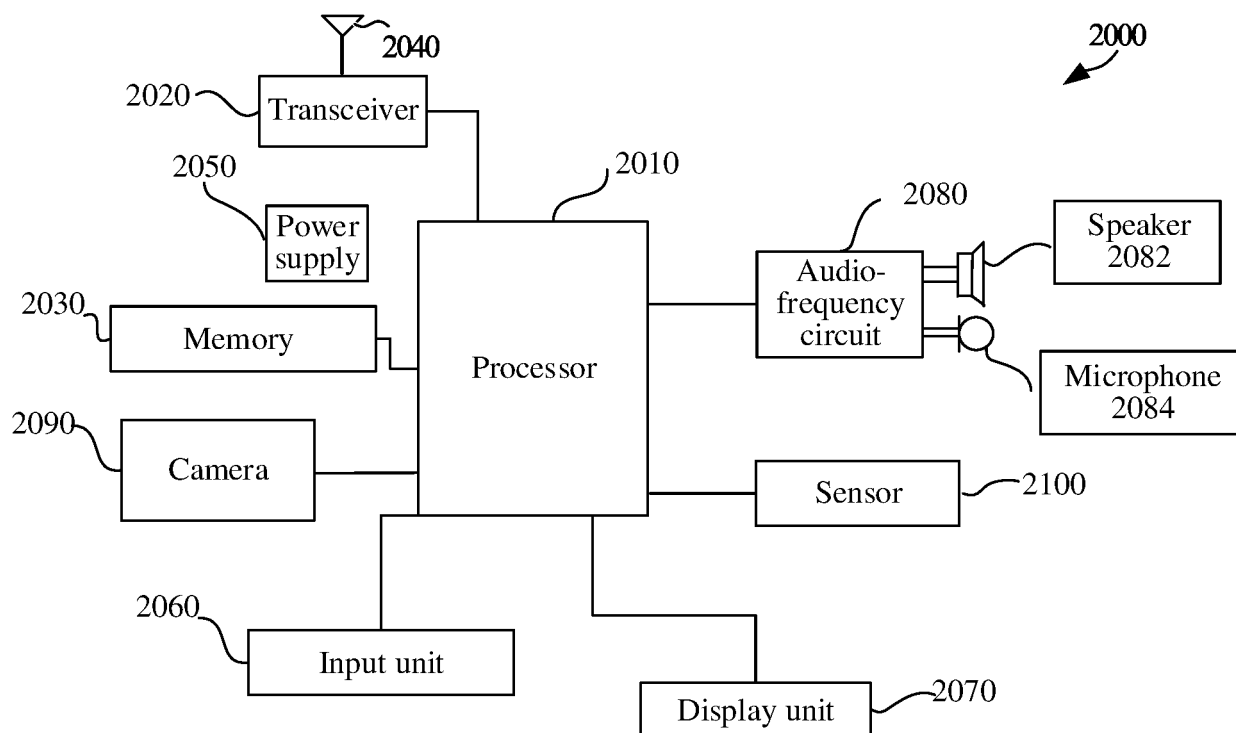 2040
2000
2020
Transceiver
2050
2010
Power
supply
2080
Speaker
2082
Audio-
frequency
circuit
2030
Memory
Processor
Microphone
2084
2090
Camera
Sensor
2100
2060
Input unit
Display unit
2070